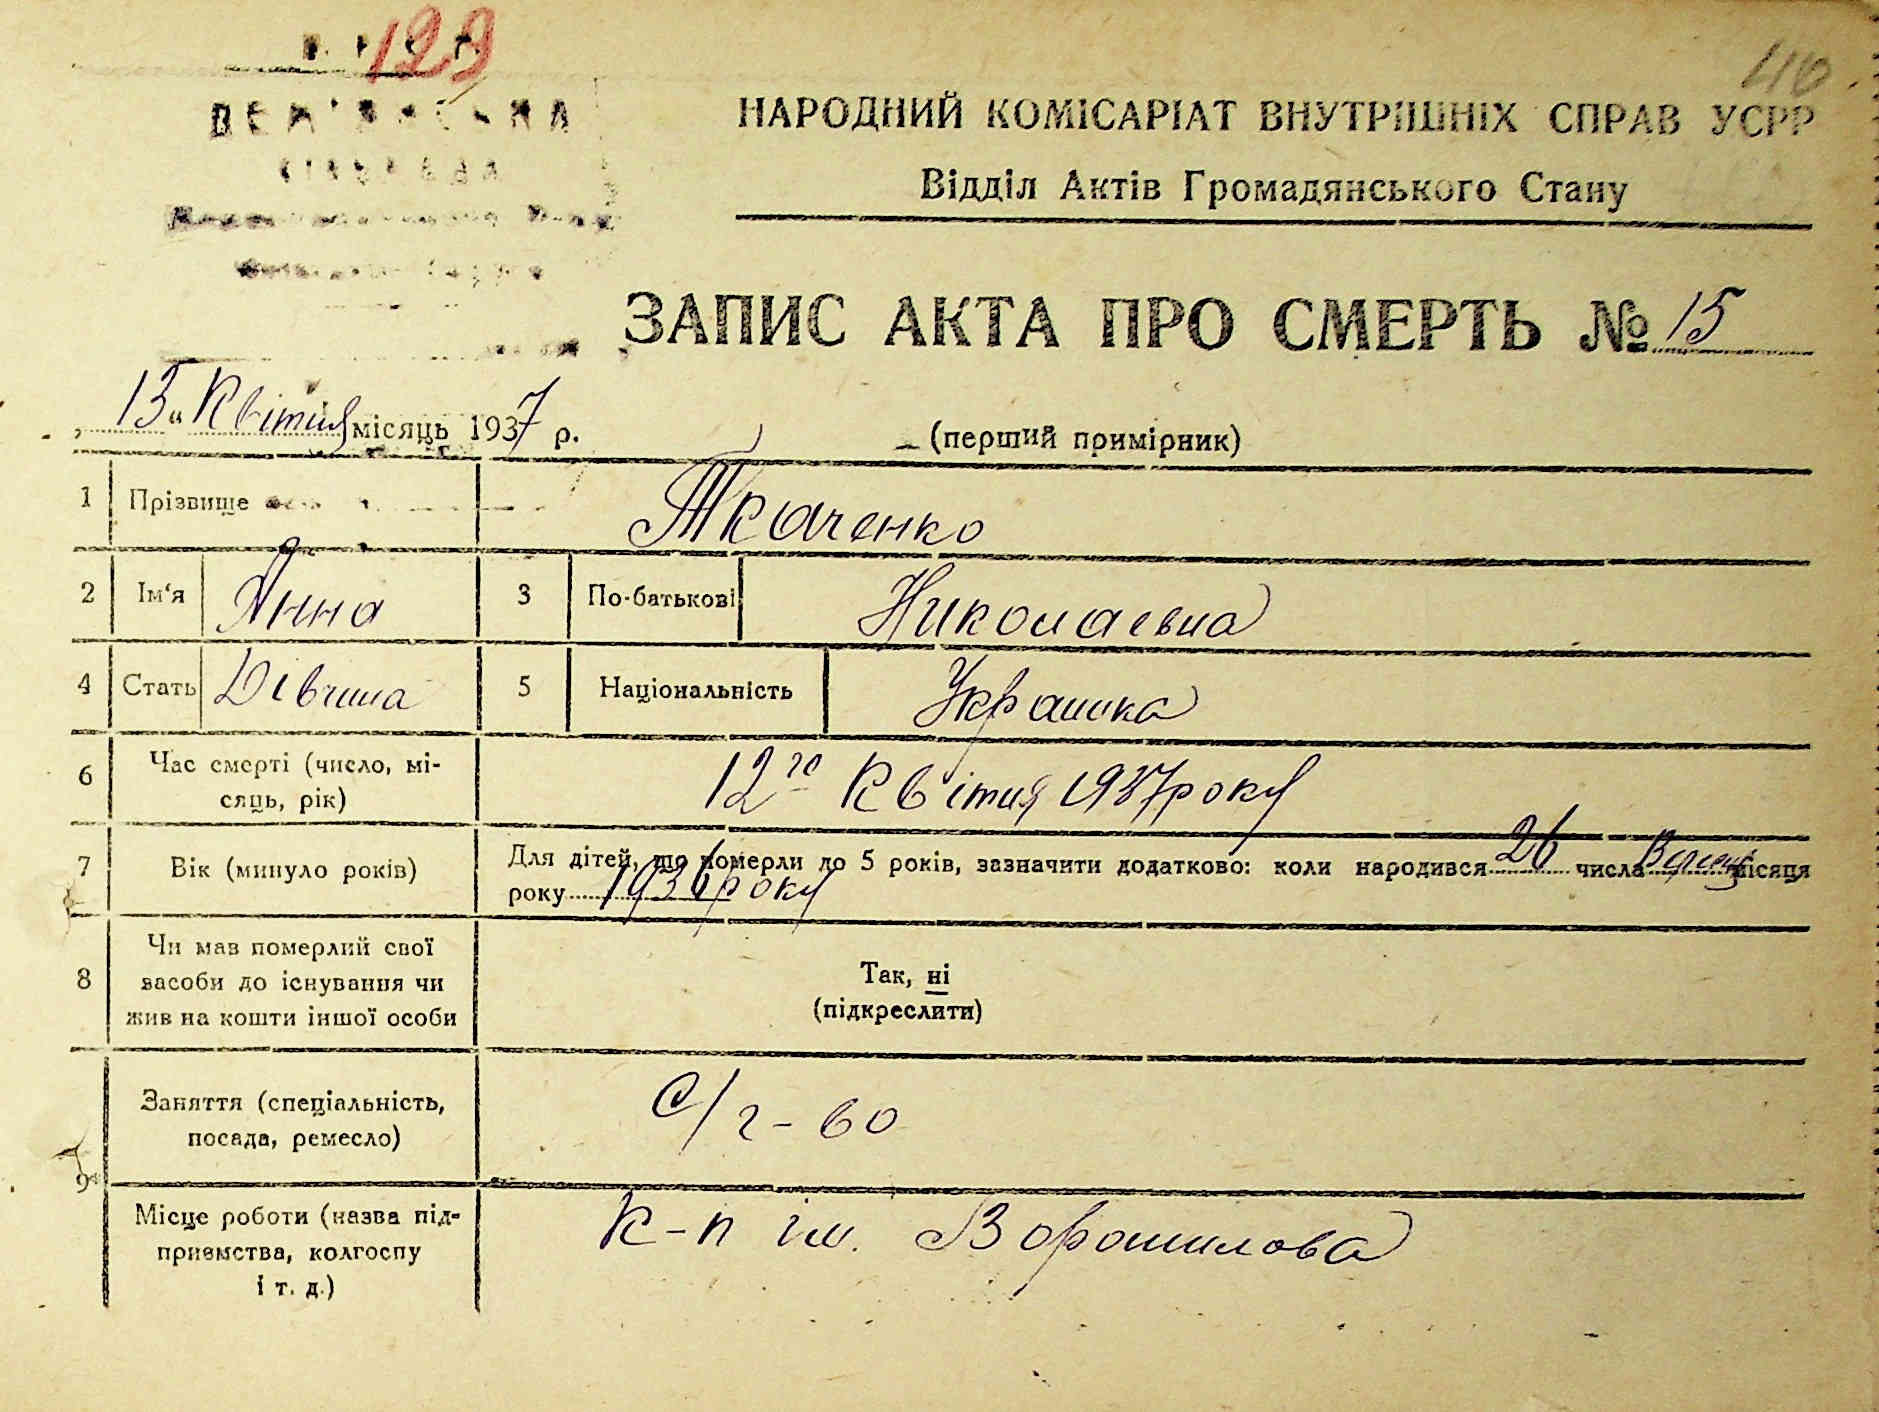 129
40
НАРОДНИЙ КОМІСАРІАТ ВНУТРІШНІХ СПРАВ УСРР
Відділ Актів Громадянського Стану
ЗАПИС АКТА ПРО СМЕРТЬ № 15
15 " Квітня місяць 1937 р.
(перший примірник)
1 Прізвище Ткаченко
2 Ім‘я Анна 3 По-батькові Николаевна
4 Стать Дівчина 5 Національність Украинка
6 Час смерті (число, мі-
сяць, рік)
12го Квітня 1937 року
7 Вік (минуло років)
Для дітей, що померли до 5 років, зазначити додатково: коли народився 26 числа місяця
року 1936 року
8 Чи мав померлий свої
засоби до існування чи
жив на кошти іншої особи
Так, ні
(підкреслити)
9 Заняття (спеціальність,
посада, ремесло)
С/г-во
Місце роботи (назва під-
приємства, колгоспу
і т. д.)
К-п ім. Ворошилова